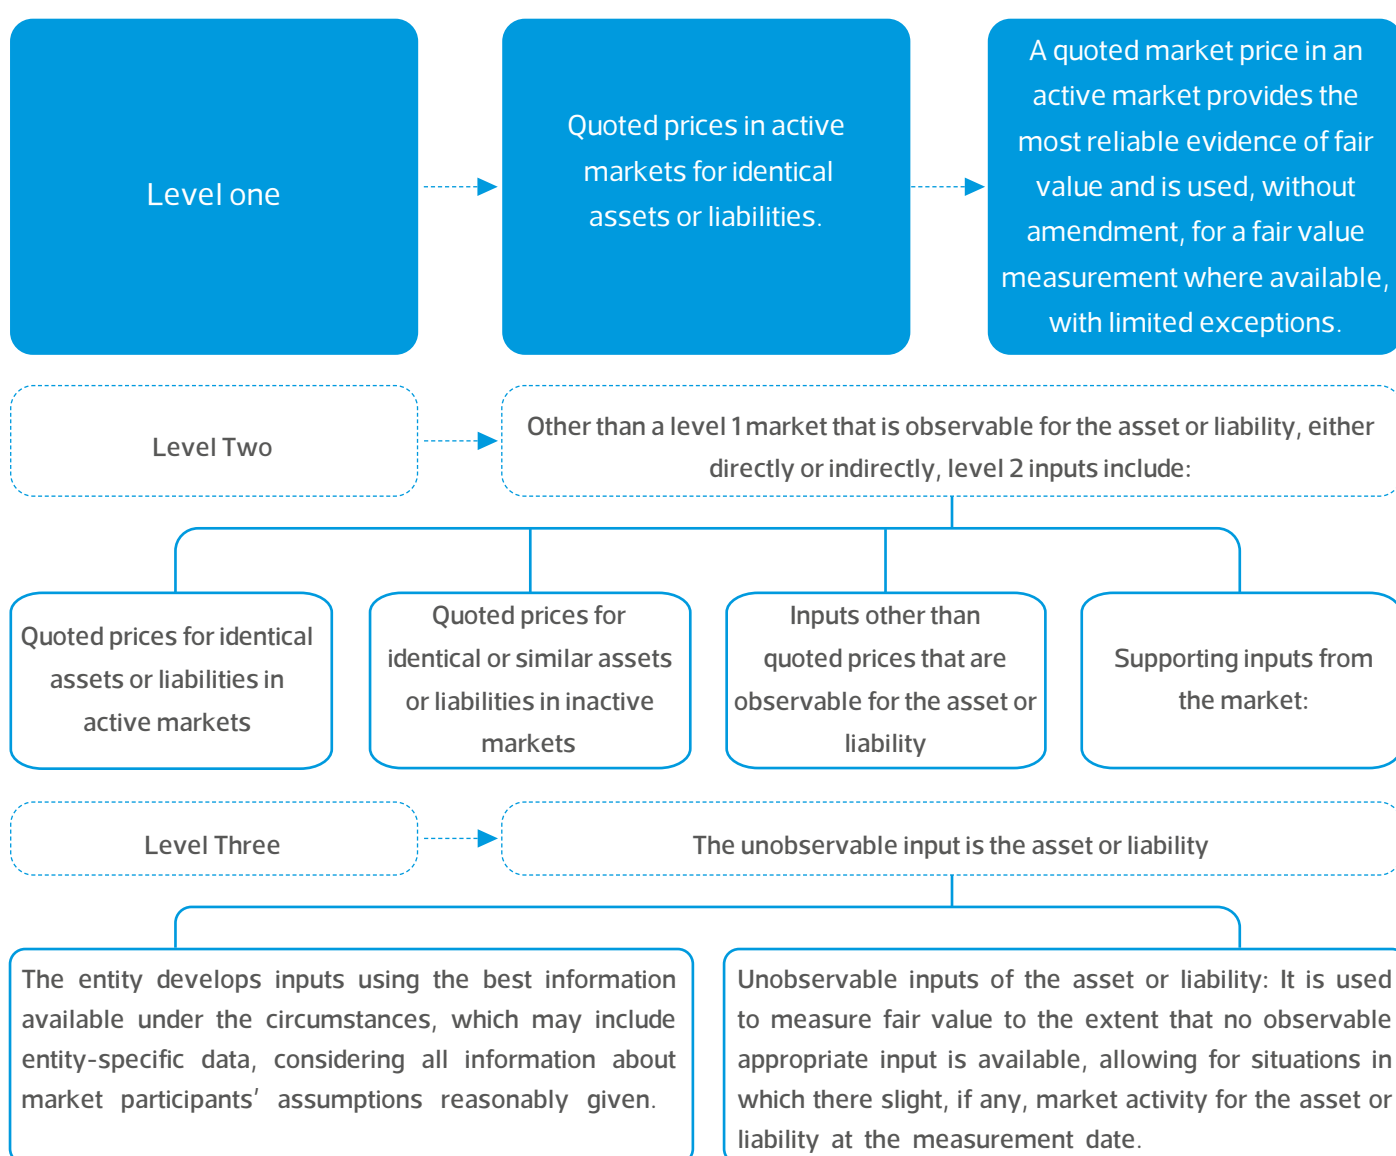 Level one
Quoted prices in active
markets for identical
assets or liabilities.
A quoted market price in an
active market provides the
most reliable evidence of fair
value and is used, without
amendment, for a fair value
measurement where available,
with limited exceptions.
Level Two
Other than a level 1 market that is observable for the asset or liability, either
directly or indirectly, level 2 inputs include:
Quoted prices for identical
assets or liabilities in
active markets
Quoted prices for
identical or similar assets
or liabilities in inactive
markets
Inputs other than
quoted prices that are
observable for the asset or
liability
Supporting inputs from
the market:
Level Three
The unobservable input is the asset or liability
The entity develops inputs using the best information
available under the circumstances, which may include
entity-specific data, considering all information about
market participants’ assumptions reasonably given.
Unobservable inputs of the asset or liability: It is used
to measure fair value to the extent that no observable
appropriate input is available, allowing for situations in
which there slight, if any, market activity for the asset or
liability at the measurement date.